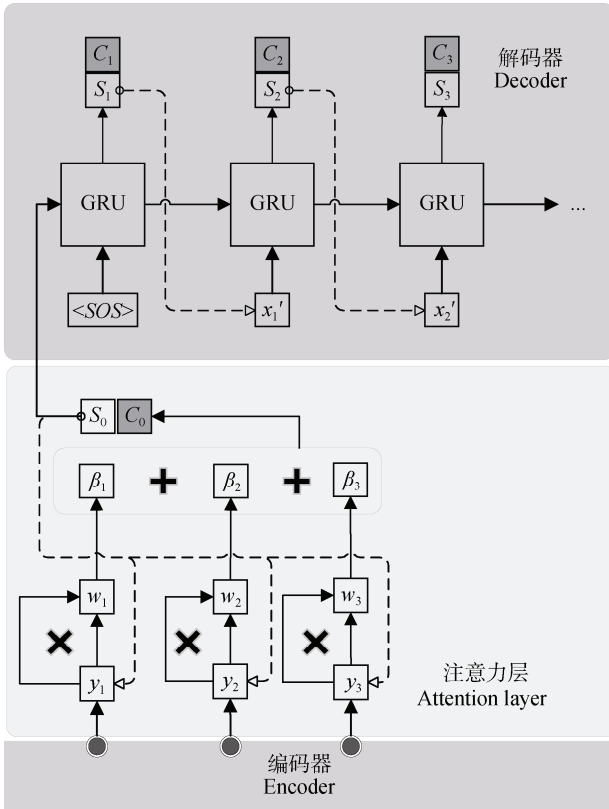 C₁ C₂ C₃
解码器
S₁ S₂ S₃
Decoder
GRU GRU GRU ...
<SOS> x₁′ x₂′
S₀ C₀
β₁ + β₂ + β₃
w₁ w₂ w₃
× × ×
y₁ y₂ y₃
注意力层
Attention layer
编码器
Encoder